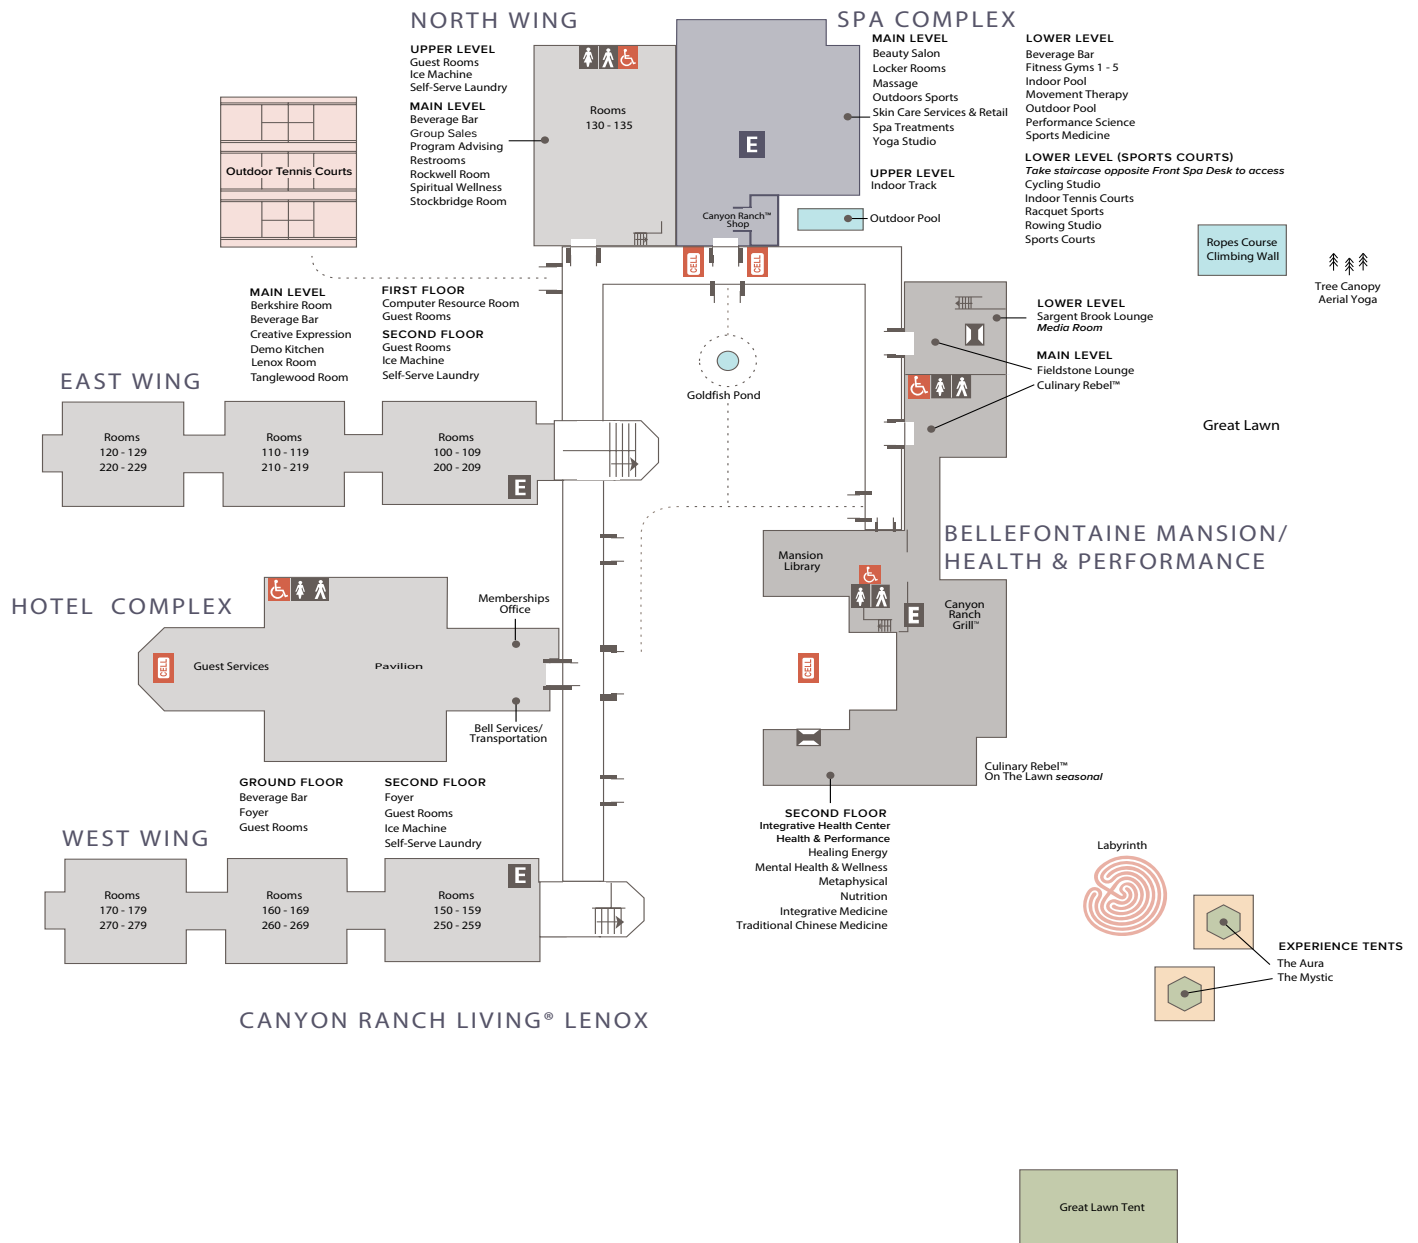 NORTH WING
UPPER LEVEL
Guest Rooms
Ice Machine
Self-Serve Laundry
MAIN LEVEL
Beverage Bar
Group Sales
Program Advising
Restrooms
Rockwell Room
Spiritual Wellness
Stockbridge Room
Rooms
130 - 135
SPA COMPLEX
MAIN LEVEL
Beauty Salon
Locker Rooms
Massage
Outdoors Sports
Skin Care Services & Retail
Spa Treatments
Yoga Studio
UPPER LEVEL
Indoor Track
LOWER LEVEL
Beverage Bar
Fitness Gyms 1 - 5
Indoor Pool
Movement Therapy
Outdoor Pool
Performance Science
Sports Medicine
LOWER LEVEL (SPORTS COURTS)
Take staircase opposite Front Spa Desk to access
Cycling Studio
Indoor Tennis Courts
Racquet Sports
Rowing Studio
Sports Courts
E
Canyon Ranch™
Shop
Outdoor Pool
CELL
CELL
Outdoor Tennis Courts
Ropes Course
Climbing Wall
Tree Canopy
Aerial Yoga
MAIN LEVEL
Berkshire Room
Beverage Bar
Creative Expression
Demo Kitchen
Lenox Room
Tanglewood Room
FIRST FLOOR
Computer Resource Room
Guest Rooms
SECOND FLOOR
Guest Rooms
Ice Machine
Self-Serve Laundry
EAST WING
Rooms
120 - 129
220 - 229
Rooms
110 - 119
210 - 219
Rooms
100 - 109
200 - 209
E
Goldfish Pond
LOWER LEVEL
Sargent Brook Lounge
Media Room
MAIN LEVEL
Fieldstone Lounge
Culinary Rebel™
Great Lawn
BELLEFONTAINE MANSION/
HEALTH & PERFORMANCE
Mansion
Library
E
Canyon
Ranch
Grill™
CELL
Culinary Rebel™
On The Lawn seasonal
SECOND FLOOR
Integrative Health Center
Health & Performance
Healing Energy
Mental Health & Wellness
Metaphysical
Nutrition
Integrative Medicine
Traditional Chinese Medicine
HOTEL COMPLEX
CELL
Guest Services
Pavilion
Memberships
Office
Bell Services/
Transportation
GROUND FLOOR
Beverage Bar
Foyer
Guest Rooms
SECOND FLOOR
Foyer
Guest Rooms
Ice Machine
Self-Serve Laundry
WEST WING
Rooms
170 - 179
270 - 279
Rooms
160 - 169
260 - 269
Rooms
150 - 159
250 - 259
E
Labyrinth
EXPERIENCE TENTS
The Aura
The Mystic
CANYON RANCH LIVING® LENOX
Great Lawn Tent